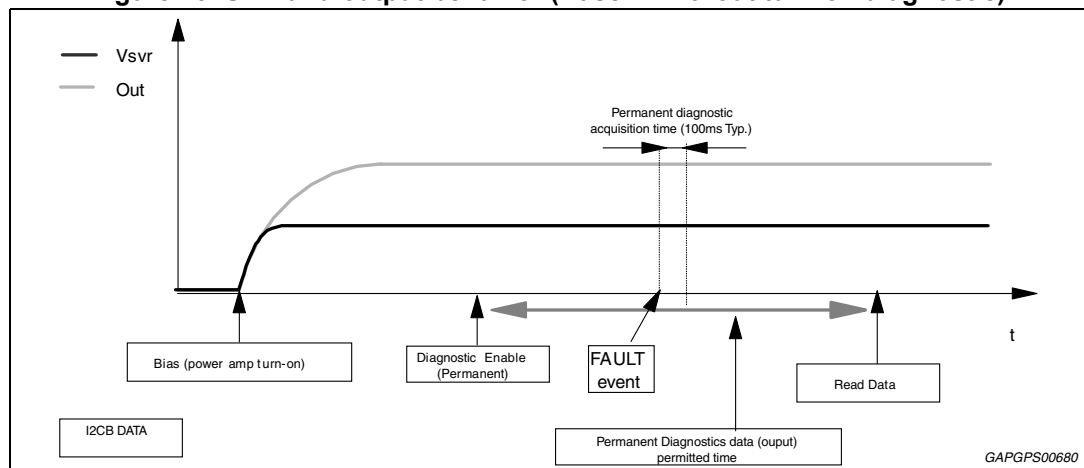 Vsvr
Out
Permanent diagnostic
acquisition time (100ms Typ.)
t
Bias (power amp turn-on)
Diagnostic Enable
(Permanent)
FAULT
event
Read Data
I2CB DATA
Permanent Diagnostics data (ouput)
permitted time
GAPGPS00680